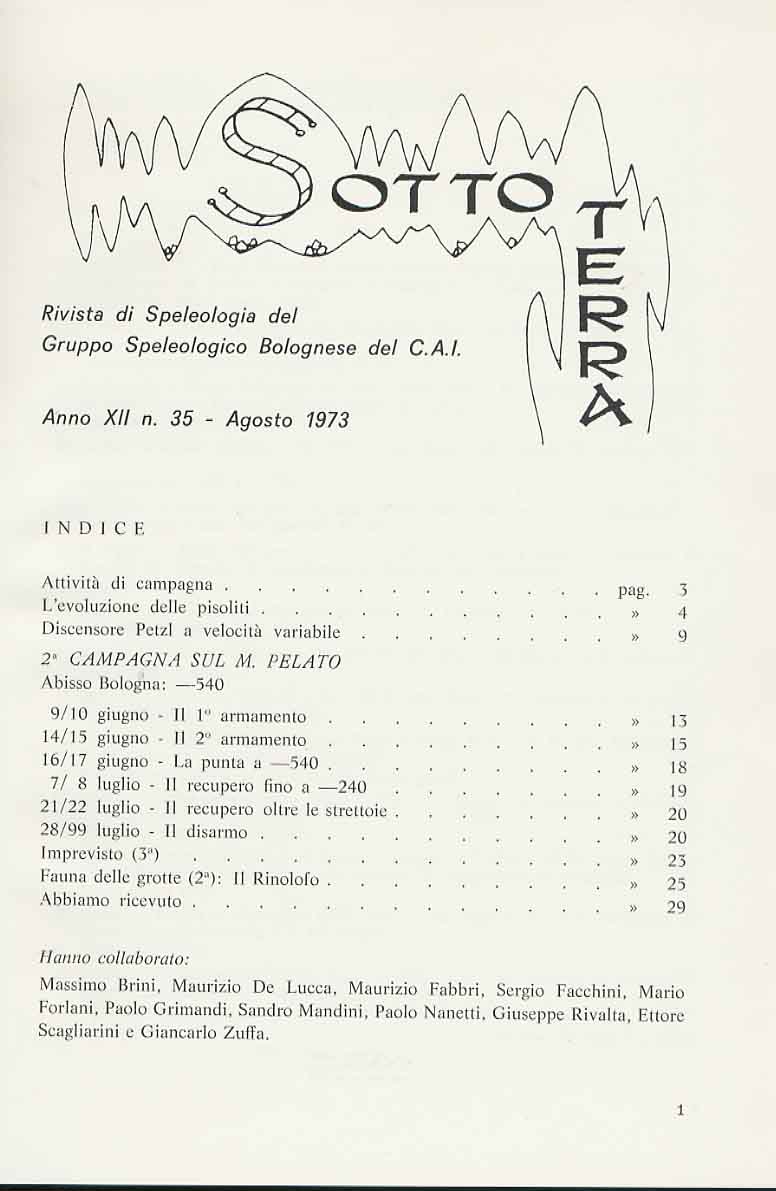 SOTTO
TERRA
Rivista di Speleologia del
Gruppo Speleologico Bolognese del C.A.I.
Anno XII n. 35 - Agosto 1973
INDICE
Attività di campagna . . . . . . . . . . . . pag. 3
L'evoluzione delle pisoliti . . . . . . . . . . . » 4
Discensore Petzl a velocità variabile . . . . . . . . » 9
2ª CAMPAGNA SUL M. PELATO
Abisso Bologna: —540
9/10 giugno - Il 1º armamento . . . . . . . . . » 13
14/15 giugno - Il 2º armamento . . . . . . . . . » 15
16/17 giugno - La punta a —540 . . . . . . . . . » 18
7/ 8 luglio - Il recupero fino a —240 . . . . . . . » 19
21/22 luglio - Il recupero oltre le strettoie . . . . . . . » 20
28/99 luglio - Il disarmo . . . . . . . . . . . » 20
Imprevisto (3ª) . . . . . . . . . . . . . » 23
Fauna delle grotte (2ª): Il Rinolofo . . . . . . . . . » 25
Abbiamo ricevuto . . . . . . . . . . . . . » 29
Hanno collaborato:
Massimo Brini, Maurizio De Lucca, Maurizio Fabbri, Sergio Facchini, Mario
Forlani, Paolo Grimandi, Sandro Mandini, Paolo Nanetti, Giuseppe Rivalta, Ettore
Scagliarini e Giancarlo Zuffa.
1